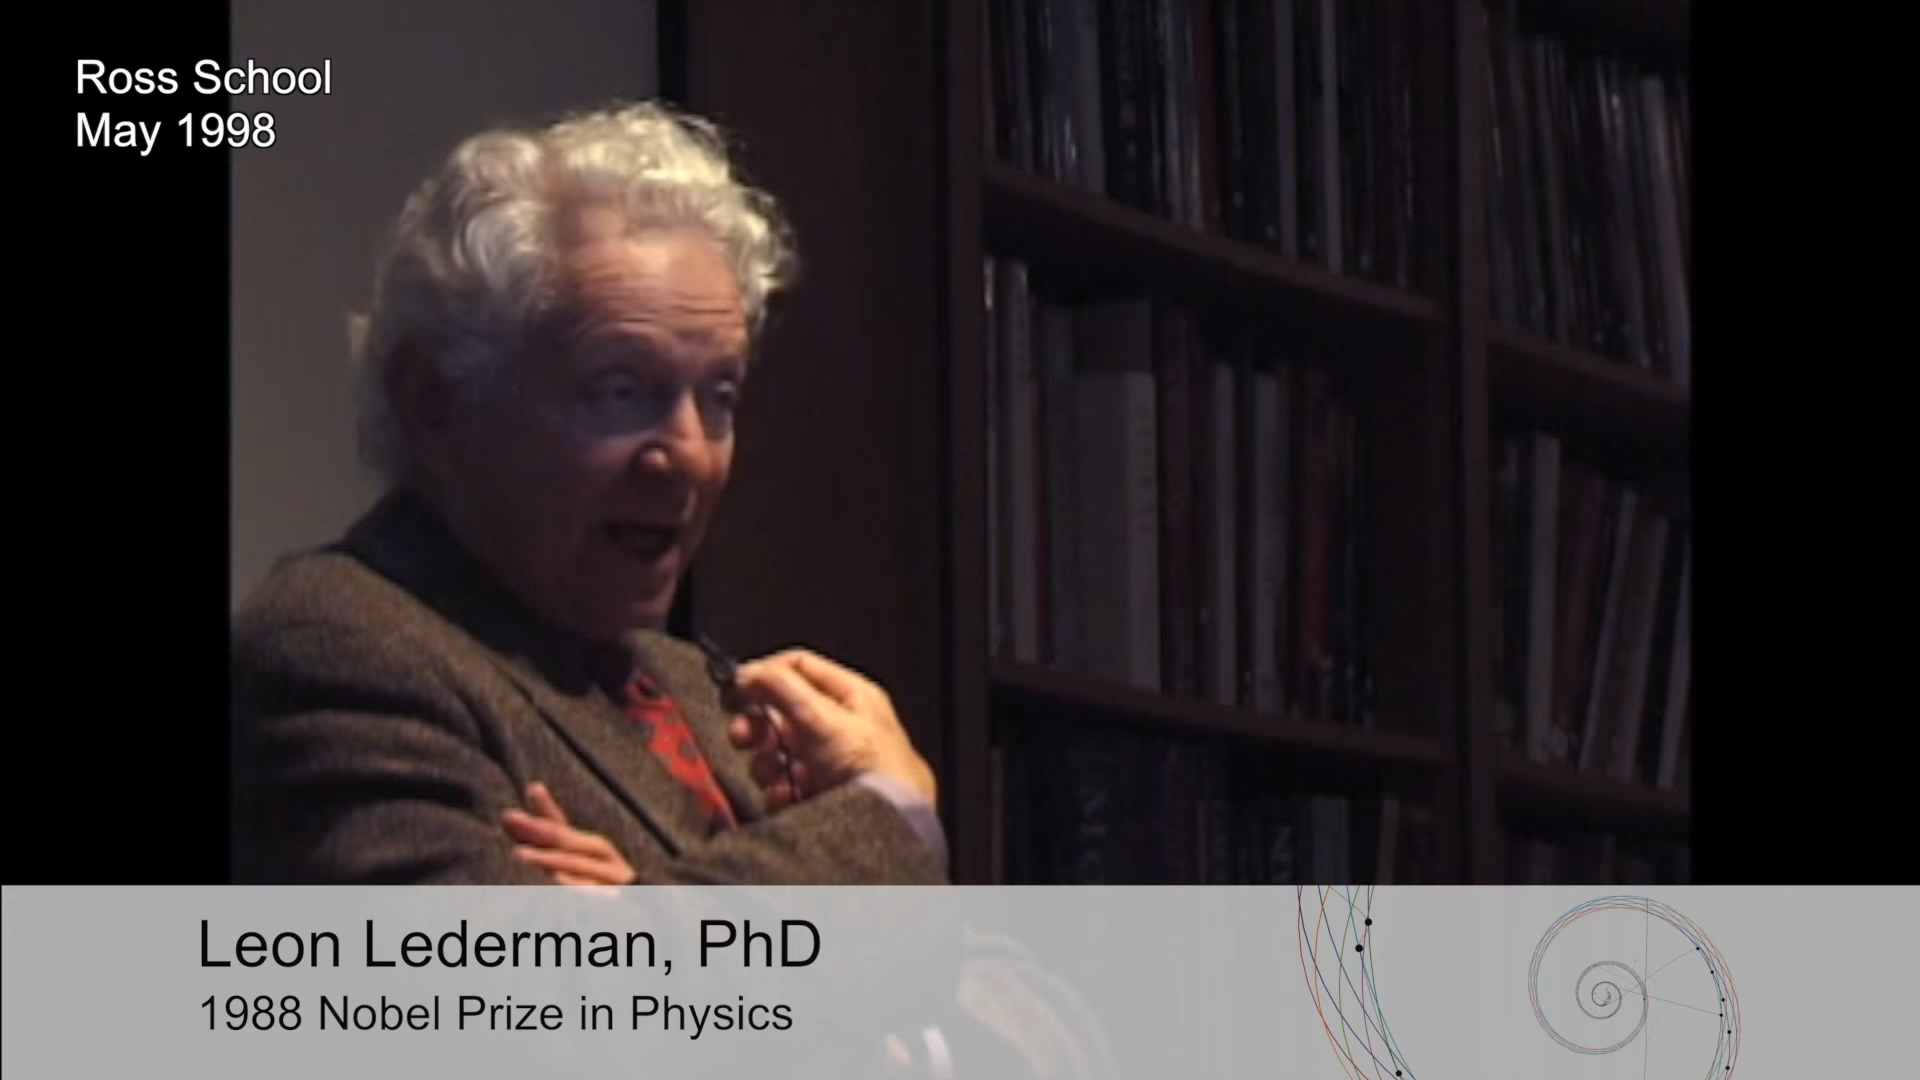 Ross School
May 1998
Leon Lederman, PhD
1988 Nobel Prize in Physics